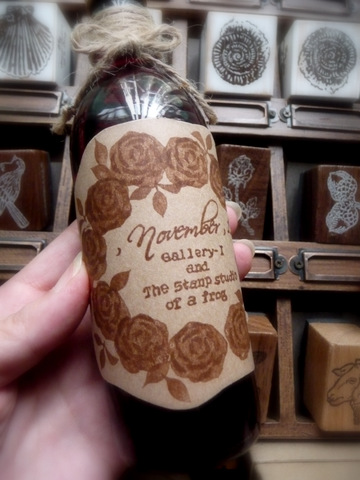 November
Gallery-I
and
The Stamp studio
of a frog